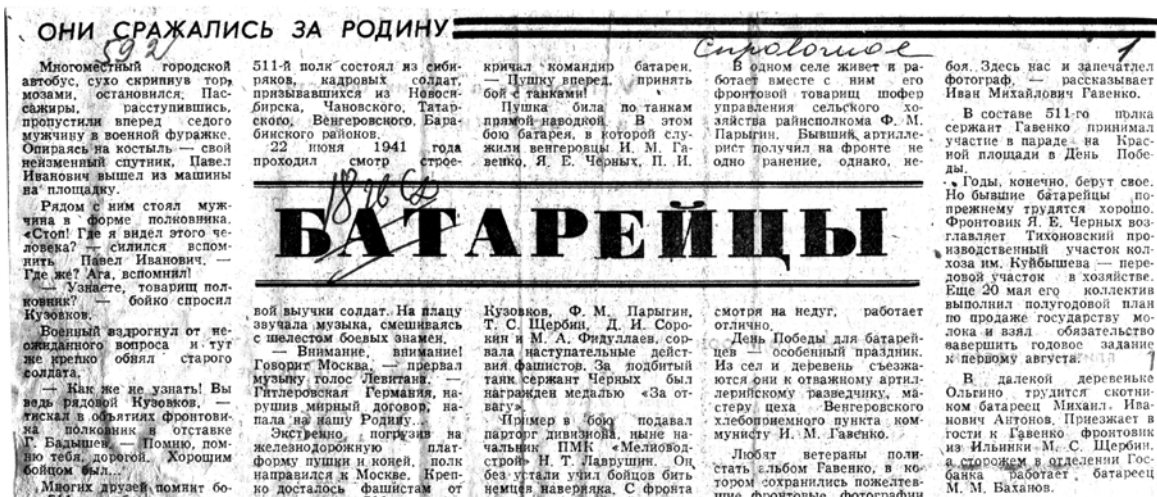 ОНИ СРАЖАЛИСЬ ЗА РОДИНУ
592
Справочное
1
Многоместный городской
автобус, сухо скрипнув тор-
мозами, остановился. Пас-
сажиры, расступившись,
пропустили вперед седого
мужчину в военной фуражке.
Опираясь на костыль — свой
неизменный спутник, Павел
Иванович вышел из машины
на площадку.
Рядом с ним стоял муж-
чина в форме полковника.
«Стоп! Где я видел этого че-
ловека? — силился вспом-
нить Павел Иванович. —
Где же? Ага, вспомнил!
— Узнаете, товарищ пол-
ковник? — бойко спросил
Кузовков.
Военный вздрогнул от не-
ожиданного вопроса и тут
же крепко обнял старого
солдата.
— Как же не узнать! Вы
ведь рядовой Кузовков, —
тискал в объятиях фронтови-
ка полковник в отставке
Г. Бадышев. — Помню, пом-
ню тебя, дорогой. Хорошим
бойцом был...
Многих друзей помнит бо-
511-й полк состоял из сиби-
ряков, кадровых солдат,
призывавшихся из Новоси-
бирска, Чановского, Татар-
ского, Венгеровского, Бара-
бинского районов.
22 июня 1941 года
проходил смотр строе-
кричал командир батареи.
— Пушку вперед, принять
бой с танками!
Пушка била по танкам
прямой наводкой. В этом
бою батарея, в которой слу-
жили венгеровцы И. М. Га-
венко, Я. Е. Черных, П. И.
В одном селе живет и ра-
ботает вместе с ним его
фронтовой товарищ шофер
управления сельского хо-
зяйства райисполкома Ф. М.
Парыгин. Бывший артилле-
рист получил на фронте не
одно ранение, однако, не-
БАТАРЕЙЦЫ
вой выучки солдат. На плацу
звучала музыка, смешиваясь
с шелестом боевых знамен.
— Внимание, внимание!
Говорит Москва, — прервал
музыку голос Левитана. —
Гитлеровская Германия, на-
рушив мирный договор, на-
пала на нашу Родину...
Экстренно погрузив на
железнодорожную плат-
форму пушки и коней, полк
направился к Москве. Креп-
ко досталось фашистам от
Кузовков, Ф. М. Парыгин,
Т. С. Щербин, Д. И. Соро-
кин и М. А. Фидуллаев, сор-
вала наступательные дейст-
вия фашистов. За подбитый
танк сержант Черных был
награжден медалью «За от-
вагу».
Пример в бою подавал
парторг дивизиона, ныне на-
чальник ПМК «Мелиовод-
строй» Н. Т. Лаврушин. Он
без устали учил бойцов бить
немцев наверняка. С фронта
смотря на недуг, работает
отлично.
День Победы для батарей-
цев — особенный праздник.
Из сел и деревень съезжа-
ются они к отважному артил-
лерийскому разведчику, ма-
стеру цеха Венгеровского
хлебоприемного пункта ком-
мунисту И. М. Гавенко.
Любят ветераны поли-
стать альбом Гавенко, в ко-
тором сохранились пожелтев-
шие фронтовые фотографии
боя. Здесь нас и запечатлел
фотограф, — рассказывает
Иван Михайлович Гавенко.
В составе 511-го полка
сержант Гавенко принимал
участие в параде на Крас-
ной площади в День Побе-
ды.
Годы, конечно, берут свое.
Но бывшие батарейцы по-
прежнему трудятся хорошо.
Фронтовик Я. Е. Черных воз-
главляет Тихоновский про-
изводственный участок кол-
хоза им. Куйбышева — пере-
довой участок в хозяйстве.
Еще 20 мая его коллектив
выполнил полугодовой план
по продаже государству мо-
лока и взял обязательство
завершить годовое задание
к первому августа.
В далекой деревеньке
Ольгино трудится скотни-
ком батареец Михаил Ива-
нович Антонов. Приезжает в
гости к Гавенко фронтовик
из Ильинки М. С. Щербин,
а сторожем в отделении Гос-
банка работает батареец
М. М. Баханов.